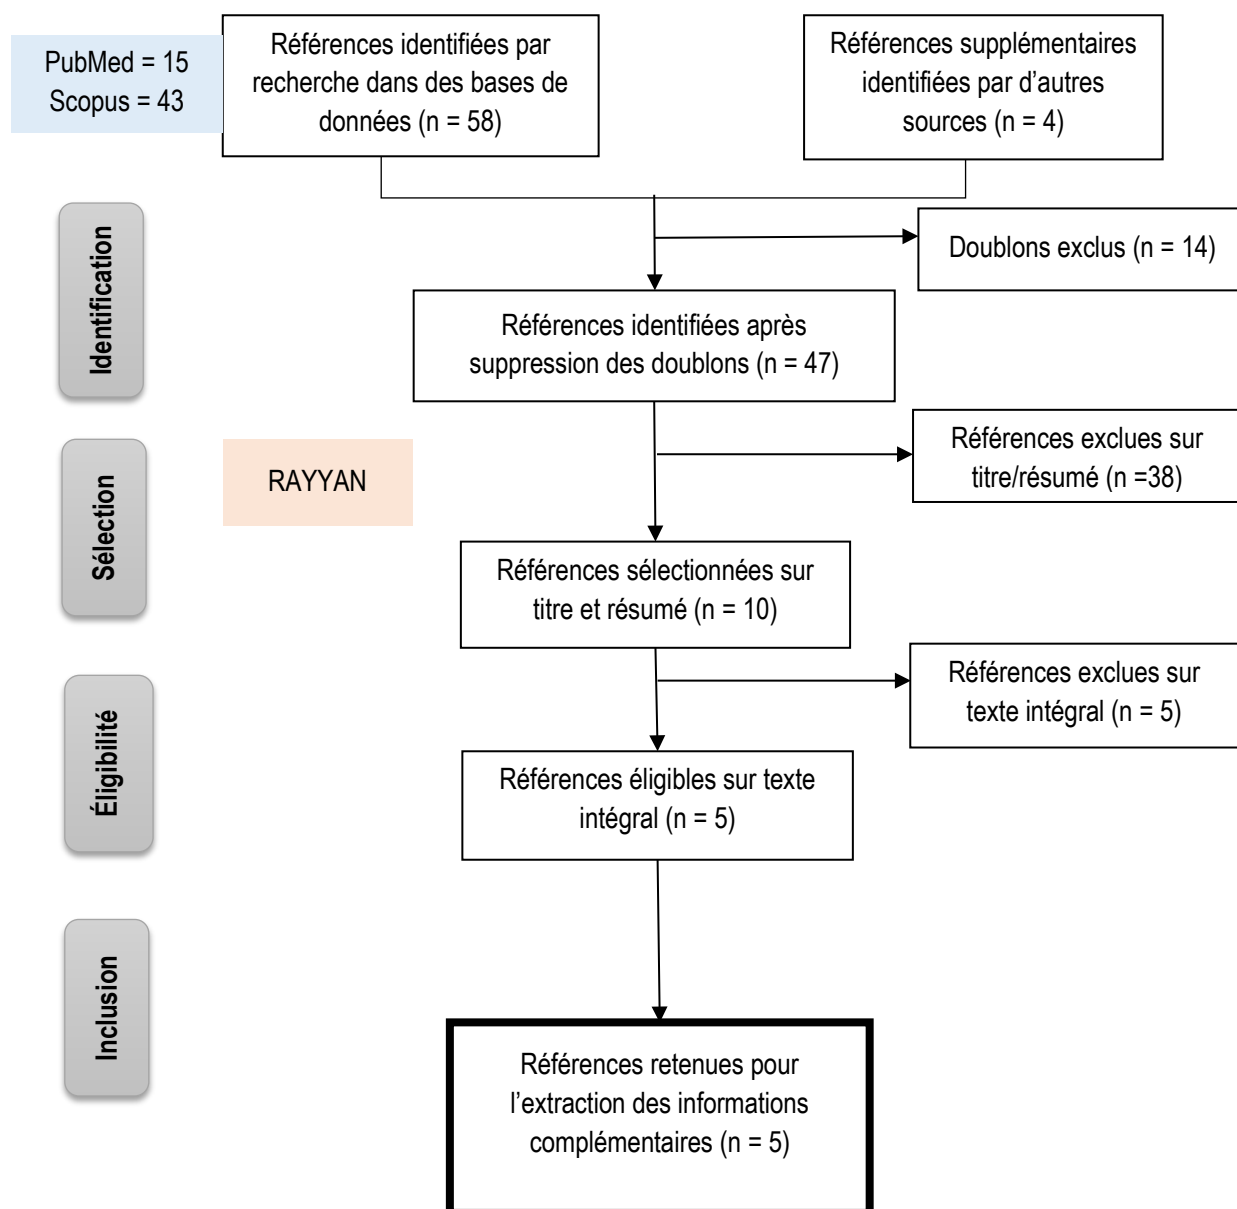 PubMed = 15
Scopus = 43
Références identifiées par
recherche dans des bases de
données (n = 58)
Références supplémentaires
identifiées par d’autres
sources (n = 4)
Identification
Doublons exclus (n = 14)
Références identifiées après
suppression des doublons (n = 47)
Sélection
RAYYAN
Références exclues sur
titre/résumé (n =38)
Références sélectionnées sur
titre et résumé (n = 10)
Éligibilité
Références exclues sur
texte intégral (n = 5)
Références éligibles sur texte
intégral (n = 5)
Inclusion
Références retenues pour
l’extraction des informations
complémentaires (n = 5)